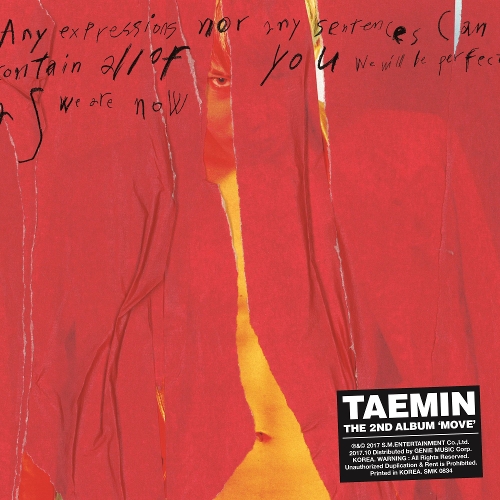 Any expressions nor any sentences Can
contain all of you We will be perfect
as we are now
TAEMIN
THE 2ND ALBUM 'MOVE'
℗&© 2017 S.M.ENTERTAINMENT Co.,Ltd.
2017.10 Distributed by GENIE MUSIC Corp.
KOREA. WARNING : All Rights Reserved.
Unauthorized Duplication & Rent is Prohibited.
Printed in KOREA, SMK 0834